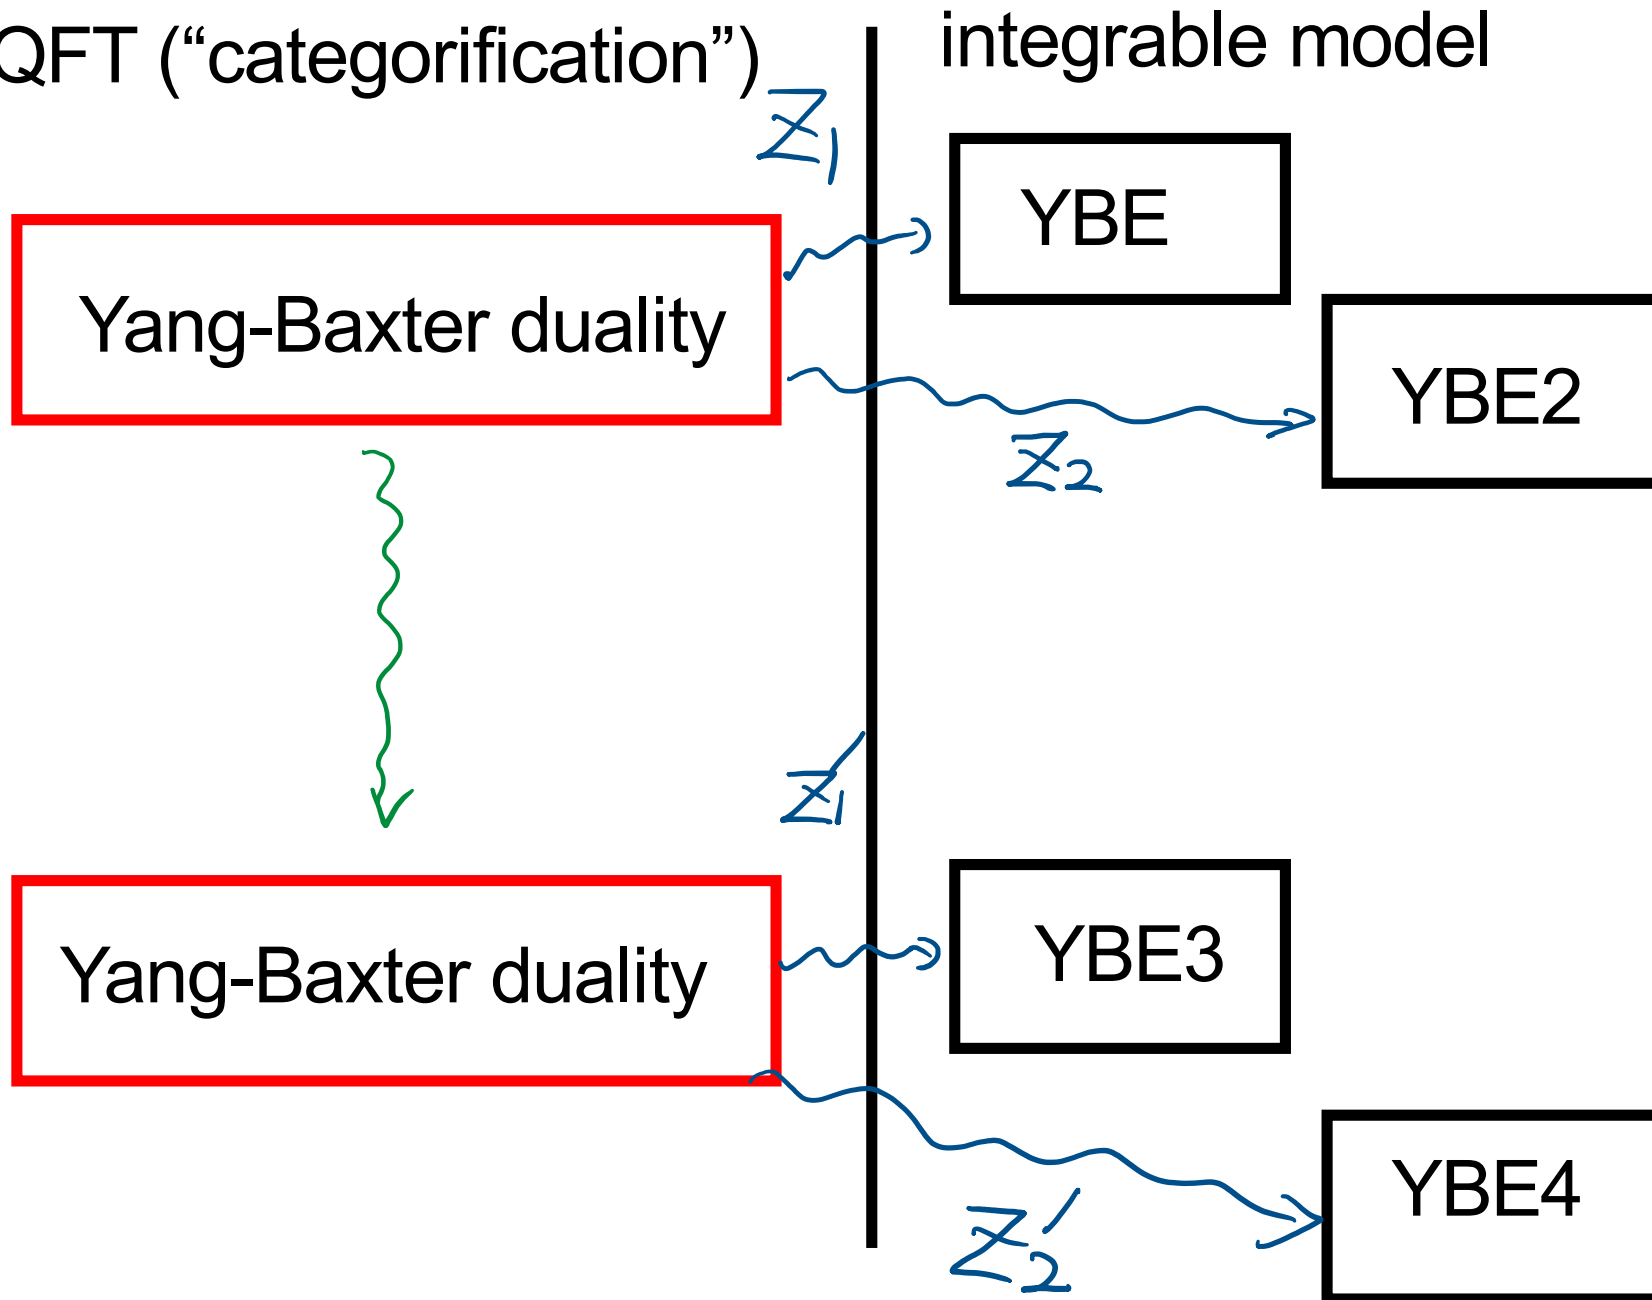 QFT (“categorification”)
integrable model
Z₁
YBE
Yang-Baxter duality
YBE2
Z₂
Z₁′
YBE3
Yang-Baxter duality
YBE4
Z₂′